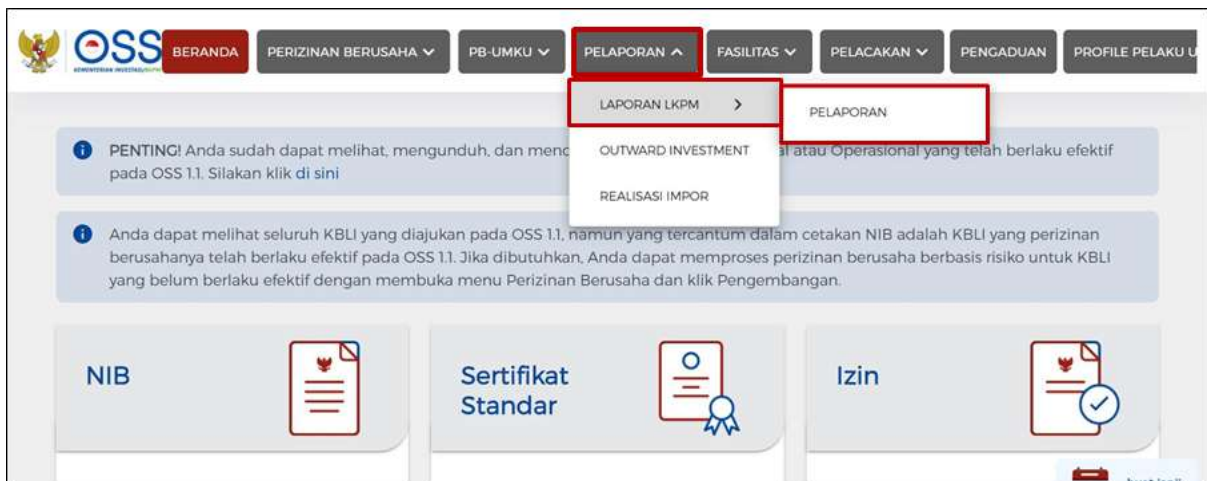 OSS
BERANDA
PERIZINAN BERUSAHA
PB-UMKU
PELAPORAN
FASILITAS
PELACAKAN
PENGADUAN
PROFILE PELAKU U
LAPORAN LKPM
PELAPORAN
OUTWARD INVESTMENT
REALISASI IMPOR
PENTING! Anda sudah dapat melihat, mengunduh, dan menc al atau Operasional yang telah berlaku efektif
pada OSS 1.1. Silakan klik di sini
Anda dapat melihat seluruh KBLI yang diajukan pada OSS 1.1, namun yang tercantum dalam cetakan NIB adalah KBLI yang perizinan
berusahanya telah berlaku efektif pada OSS 1.1. Jika dibutuhkan, Anda dapat memproses perizinan berusaha berbasis risiko untuk KBLI
yang belum berlaku efektif dengan membuka menu Perizinan Berusaha dan klik Pengembangan.
NIB
Sertifikat
Standar
Izin